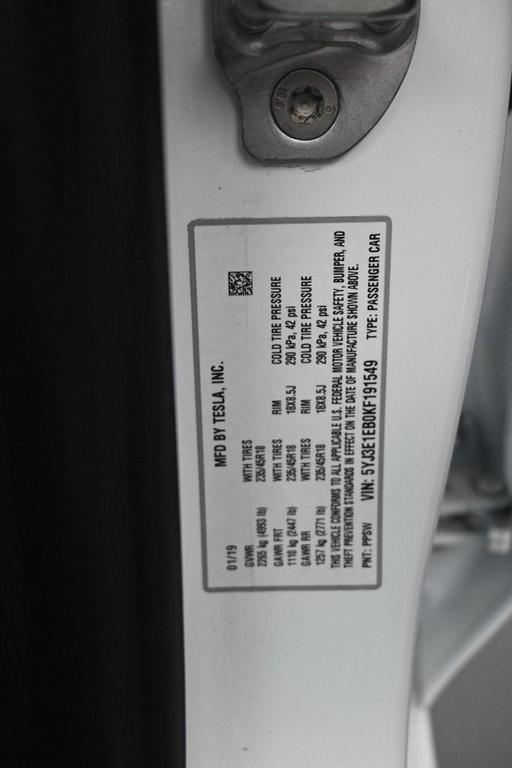 MFD BY TESLA, INC.
01/19
GVWR WITH TIRES RIM COLD TIRE PRESSURE
2265 kg (4993 lb) 235/45R18 18X8.5J 290 kPa, 42 psi
GAWR FRT WITH TIRES RIM COLD TIRE PRESSURE
1110 kg (2447 lb) 235/45R18 18X8.5J 290 kPa, 42 psi
GAWR RR WITH TIRES
1257 kg (2771 lb) 235/45R18
THIS VEHICLE CONFORMS TO ALL APPLICABLE U.S. FEDERAL MOTOR VEHICLE SAFETY, BUMPER, AND
THEFT PREVENTION STANDARDS IN EFFECT ON THE DATE OF MANUFACTURE SHOWN ABOVE.
PNT: PPSW VIN: 5YJ3E1EB0KF191549 TYPE: PASSENGER CAR